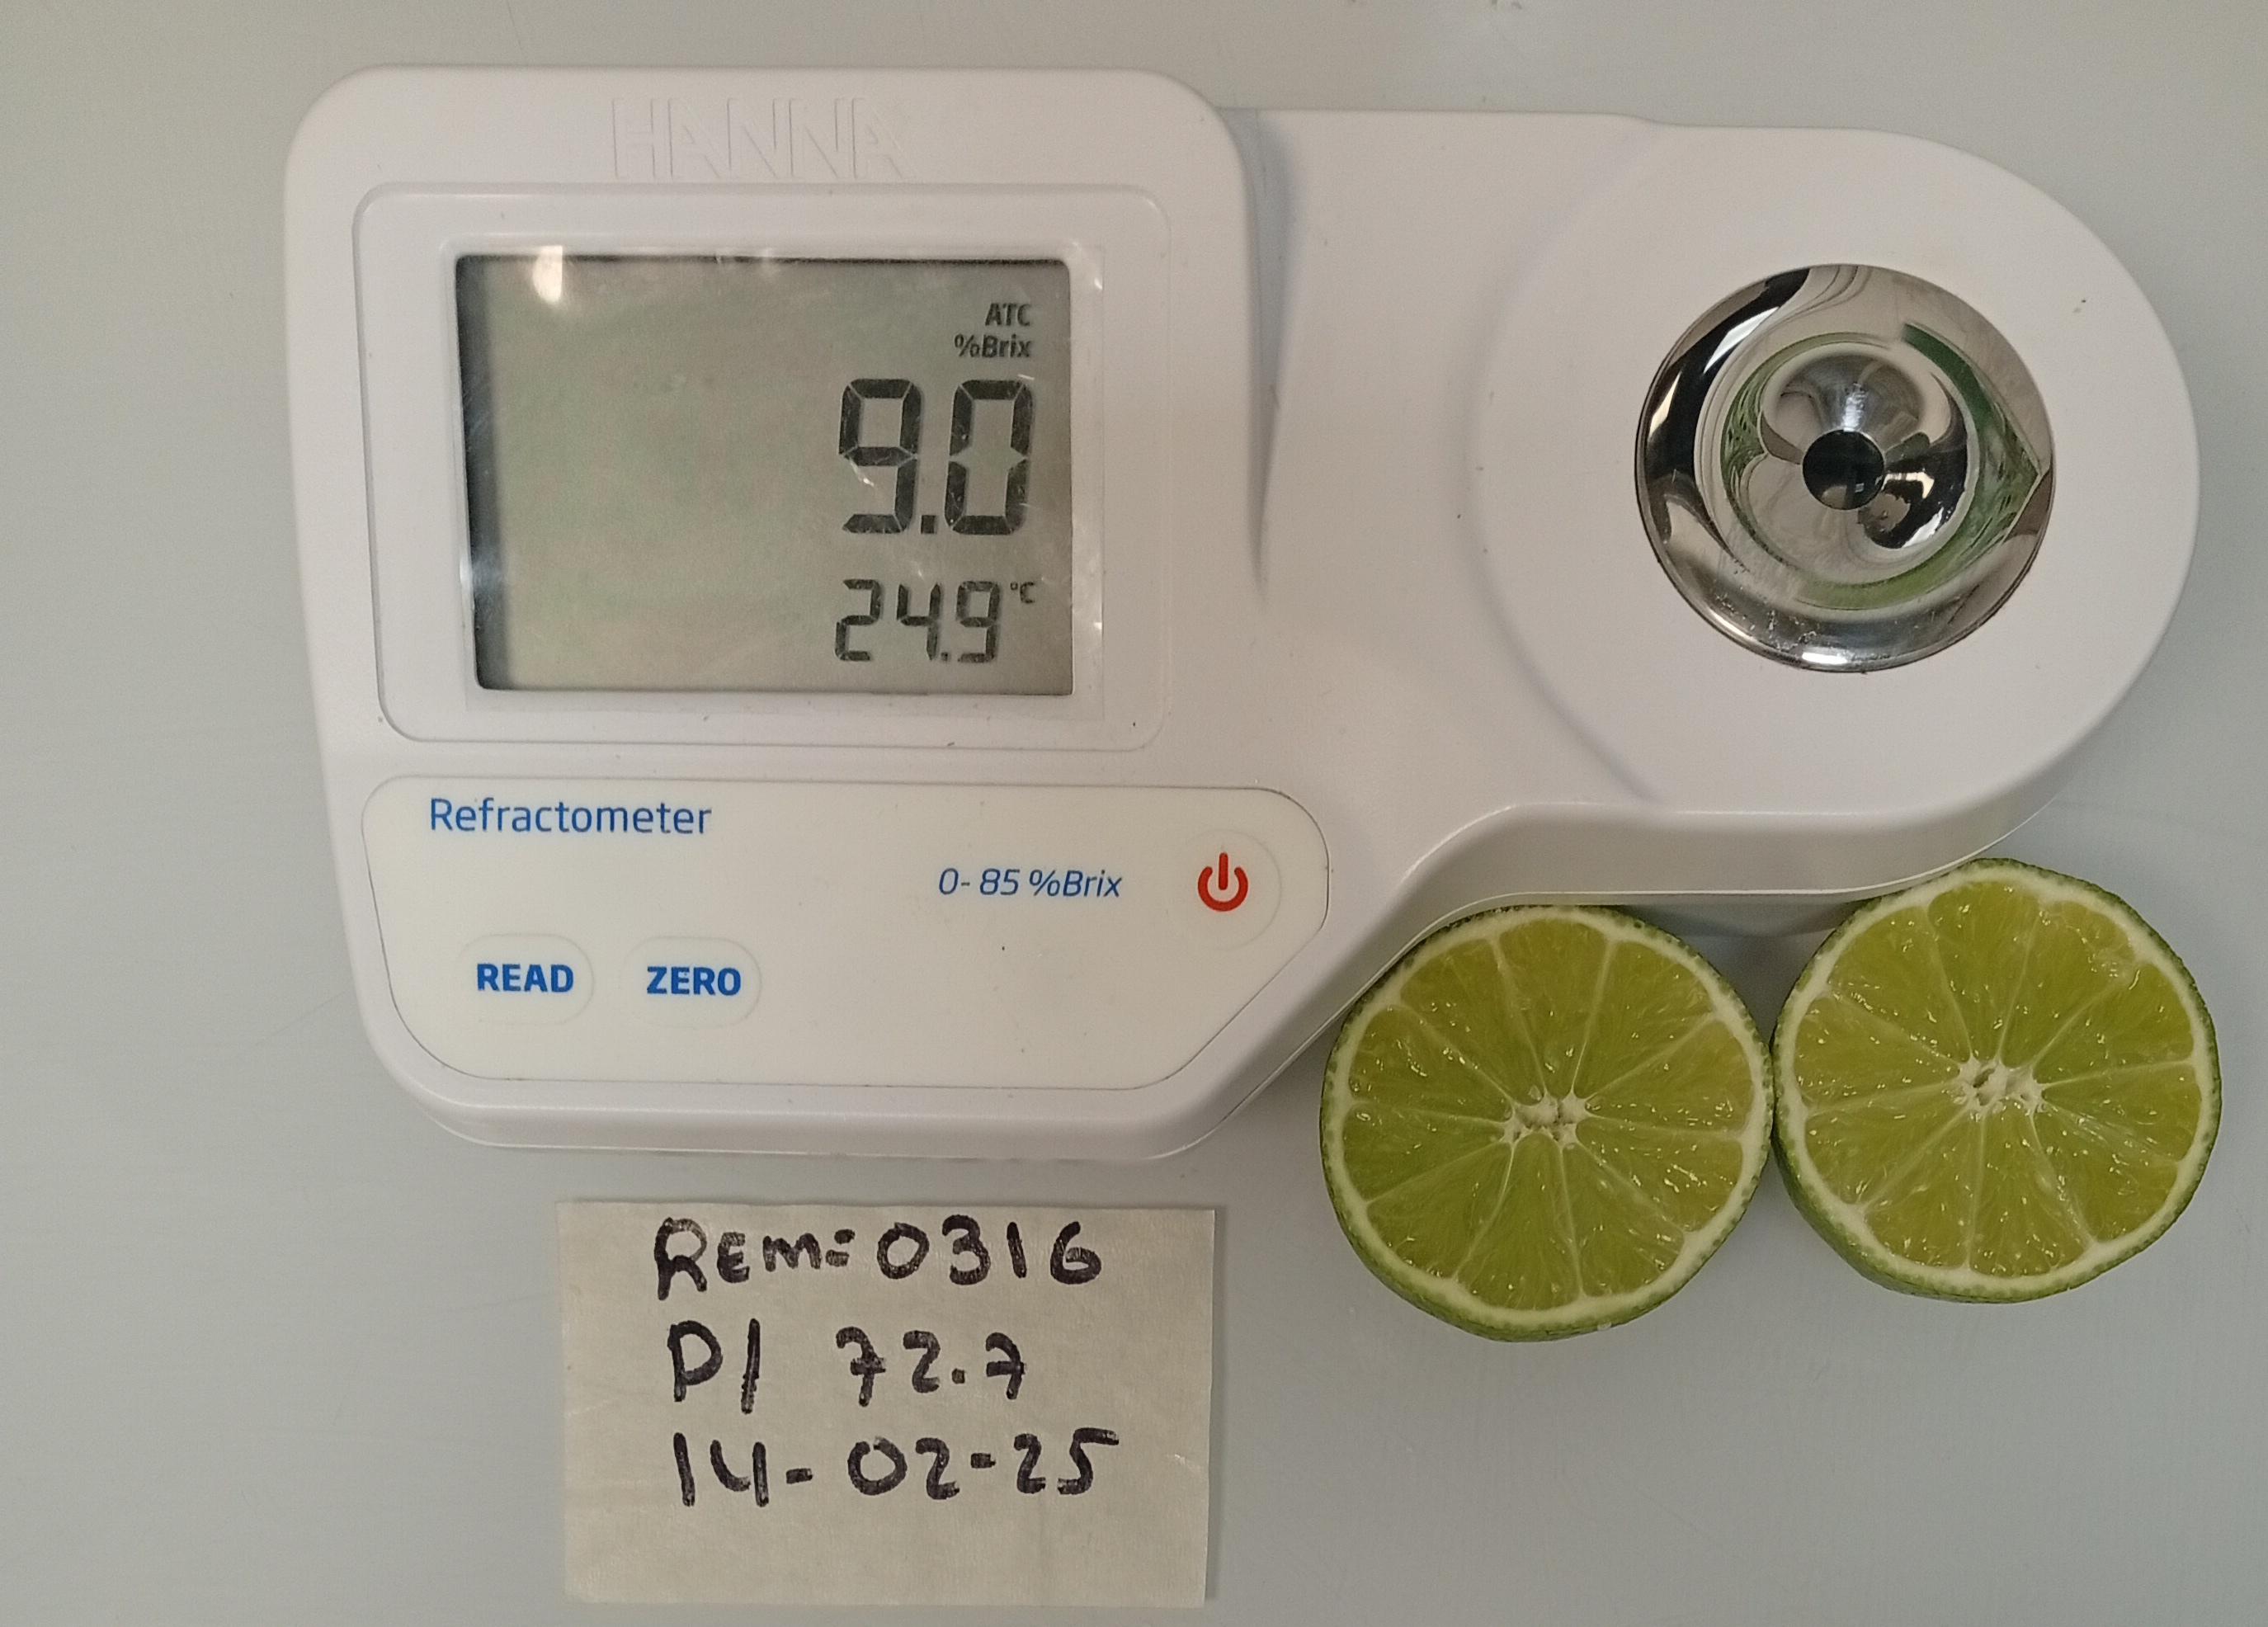 HANNA
ATC
%Brix
9.0
24.9 °C
Refractometer
0- 85 %Brix
READ ZERO
REM: 0316
P/ 72.7
14-02-25